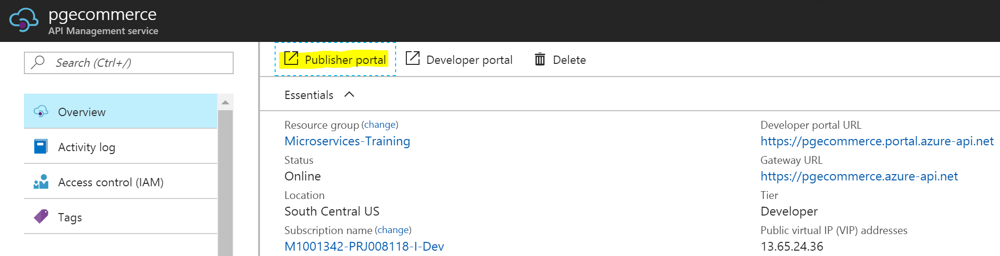 pgecommerce
API Management service
Search (Ctrl+/)
Overview
Activity log
Access control (IAM)
Tags
Publisher portal
Developer portal
Delete
Essentials
Resource group (change)
Microservices-Training
Status
Online
Location
South Central US
Subscription name (change)
M1001342-PRJ008118-I-Dev
Developer portal URL
https://pgecommerce.portal.azure-api.net
Gateway URL
https://pgecommerce.azure-api.net
Tier
Developer
Public virtual IP (VIP) addresses
13.65.24.36